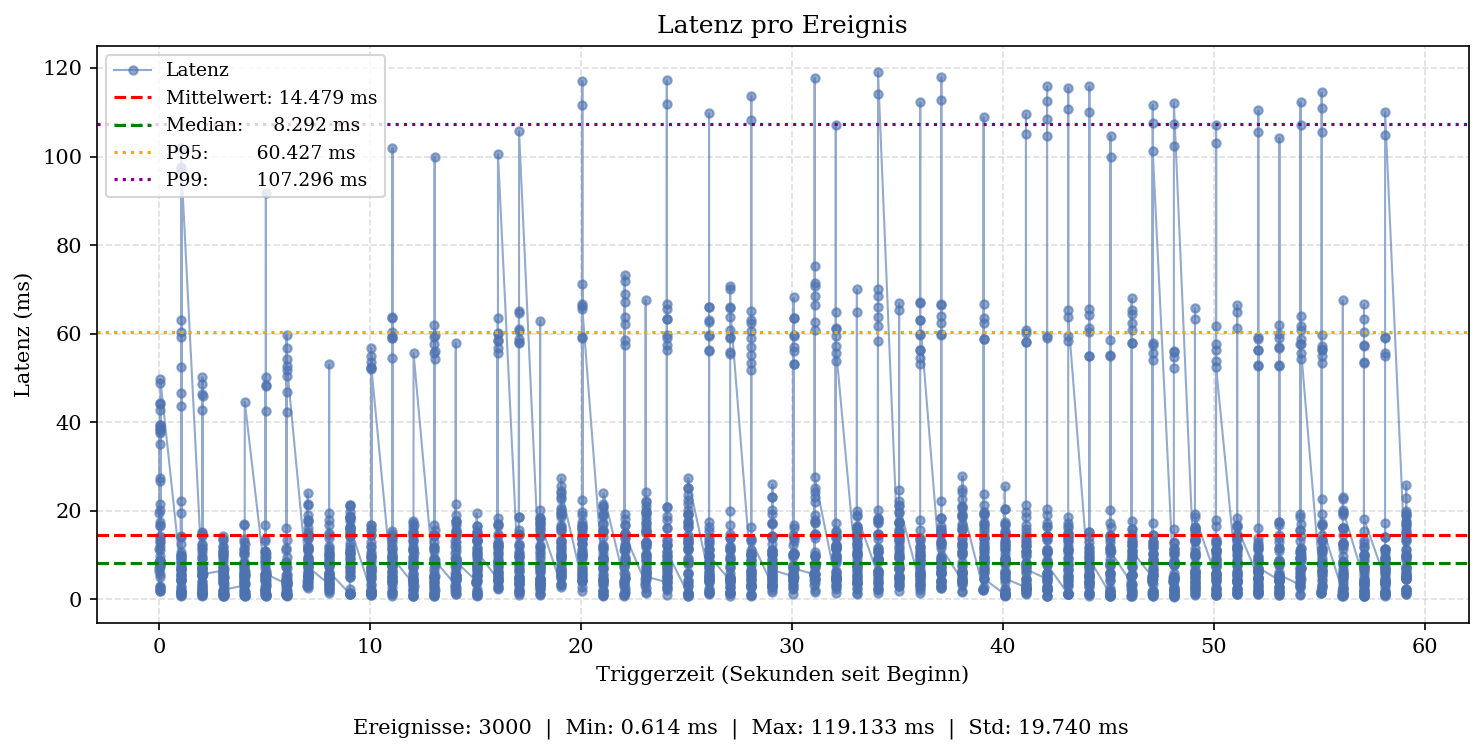 Latenz pro Ereignis
Latenz (ms)
120
100
80
60
40
20
0
Latenz
Mittelwert: 14.479 ms
Median: 8.292 ms
P95: 60.427 ms
P99: 107.296 ms
0 10 20 30 40 50 60
Triggerzeit (Sekunden seit Beginn)
Ereignisse: 3000 | Min: 0.614 ms | Max: 119.133 ms | Std: 19.740 ms